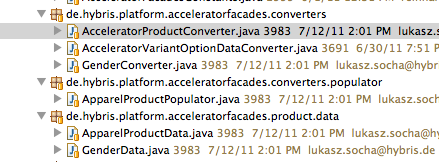 de.hybris.platform.acceleratorfacades.converters
AcceleratorProductConverter.java 3983 7/12/11 2:01 PM lukasz.socha
AcceleratorVariantOptionDataConverter.java 3691 6/30/11 7:51 P
GenderConverter.java 3983 7/12/11 2:01 PM lukasz.socha@hybr
de.hybris.platform.acceleratorfacades.converters.populator
ApparelProductPopulator.java 3983 7/12/11 2:01 PM lukasz.soc
de.hybris.platform.acceleratorfacades.product.data
ApparelProductData.java 3983 7/12/11 2:01 PM lukasz.socha@
GenderData.java 3983 7/12/11 2:01 PM lukasz.socha@hybris.de